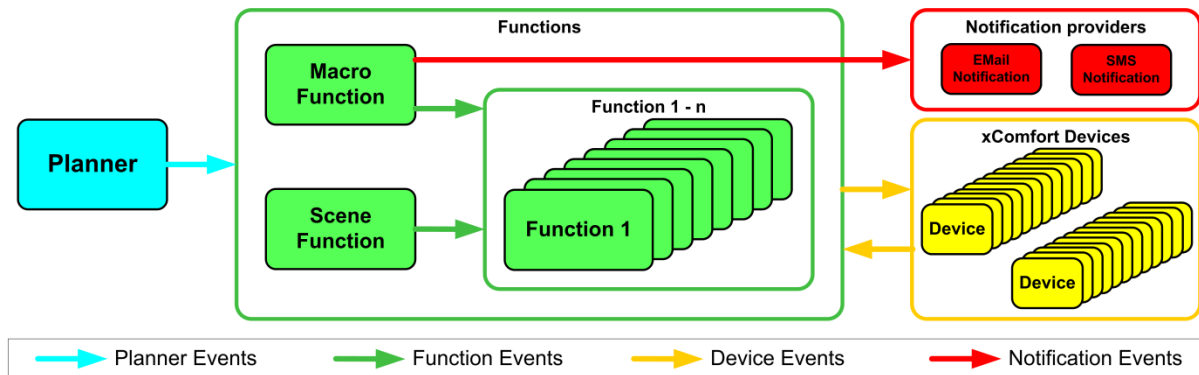 Functions
Notification providers
Macro
Function
EMail
Notification
SMS
Notification
Function 1 - n
xComfort Devices
Planner
Scene
Function
Function 1
Device
Device
Planner Events
Function Events
Device Events
Notification Events